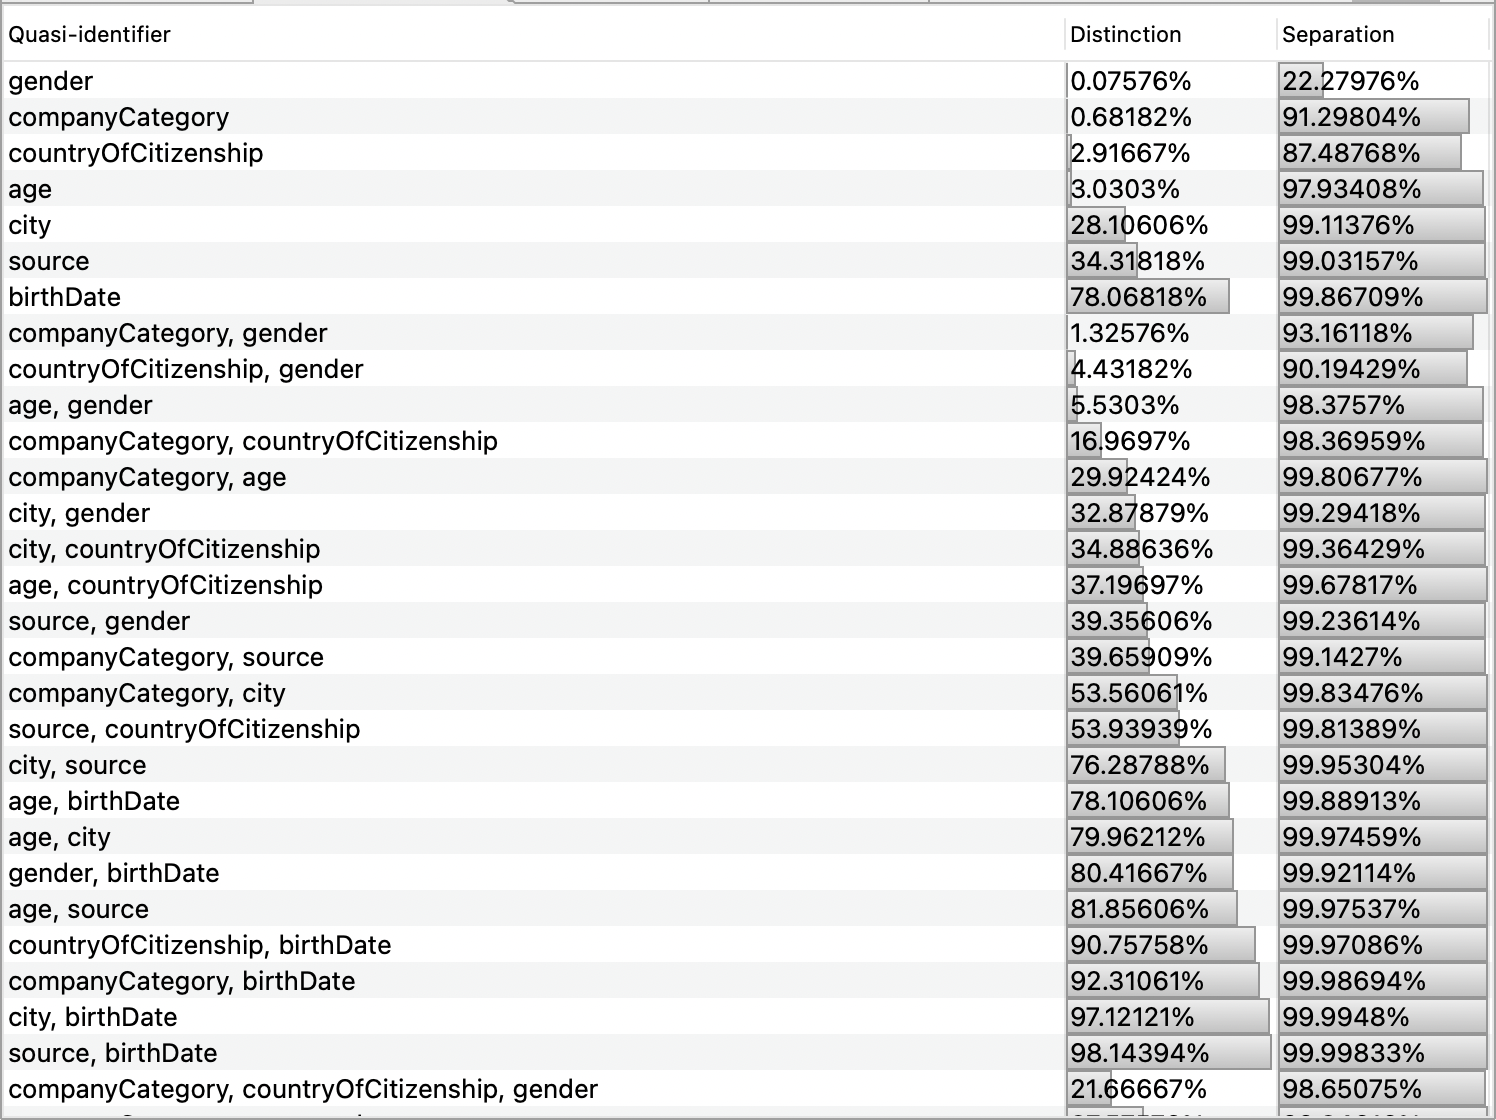 Quasi-identifier Distinction Separation
gender 0.07576% 22.27976%
companyCategory 0.68182% 91.29804%
countryOfCitizenship 2.91667% 87.48768%
age 3.0303% 97.93408%
city 28.10606% 99.11376%
source 34.31818% 99.03157%
birthDate 78.06818% 99.86709%
companyCategory, gender 1.32576% 93.16118%
countryOfCitizenship, gender 4.43182% 90.19429%
age, gender 5.5303% 98.3757%
companyCategory, countryOfCitizenship 16.9697% 98.36959%
companyCategory, age 29.92424% 99.80677%
city, gender 32.87879% 99.29418%
city, countryOfCitizenship 34.88636% 99.36429%
age, countryOfCitizenship 37.19697% 99.67817%
source, gender 39.35606% 99.23614%
companyCategory, source 39.65909% 99.1427%
companyCategory, city 53.56061% 99.83476%
source, countryOfCitizenship 53.93939% 99.81389%
city, source 76.28788% 99.95304%
age, birthDate 78.10606% 99.88913%
age, city 79.96212% 99.97459%
gender, birthDate 80.41667% 99.92114%
age, source 81.85606% 99.97537%
countryOfCitizenship, birthDate 90.75758% 99.97086%
companyCategory, birthDate 92.31061% 99.98694%
city, birthDate 97.12121% 99.9948%
source, birthDate 98.14394% 99.99833%
companyCategory, countryOfCitizenship, gender 21.66667% 98.65075%